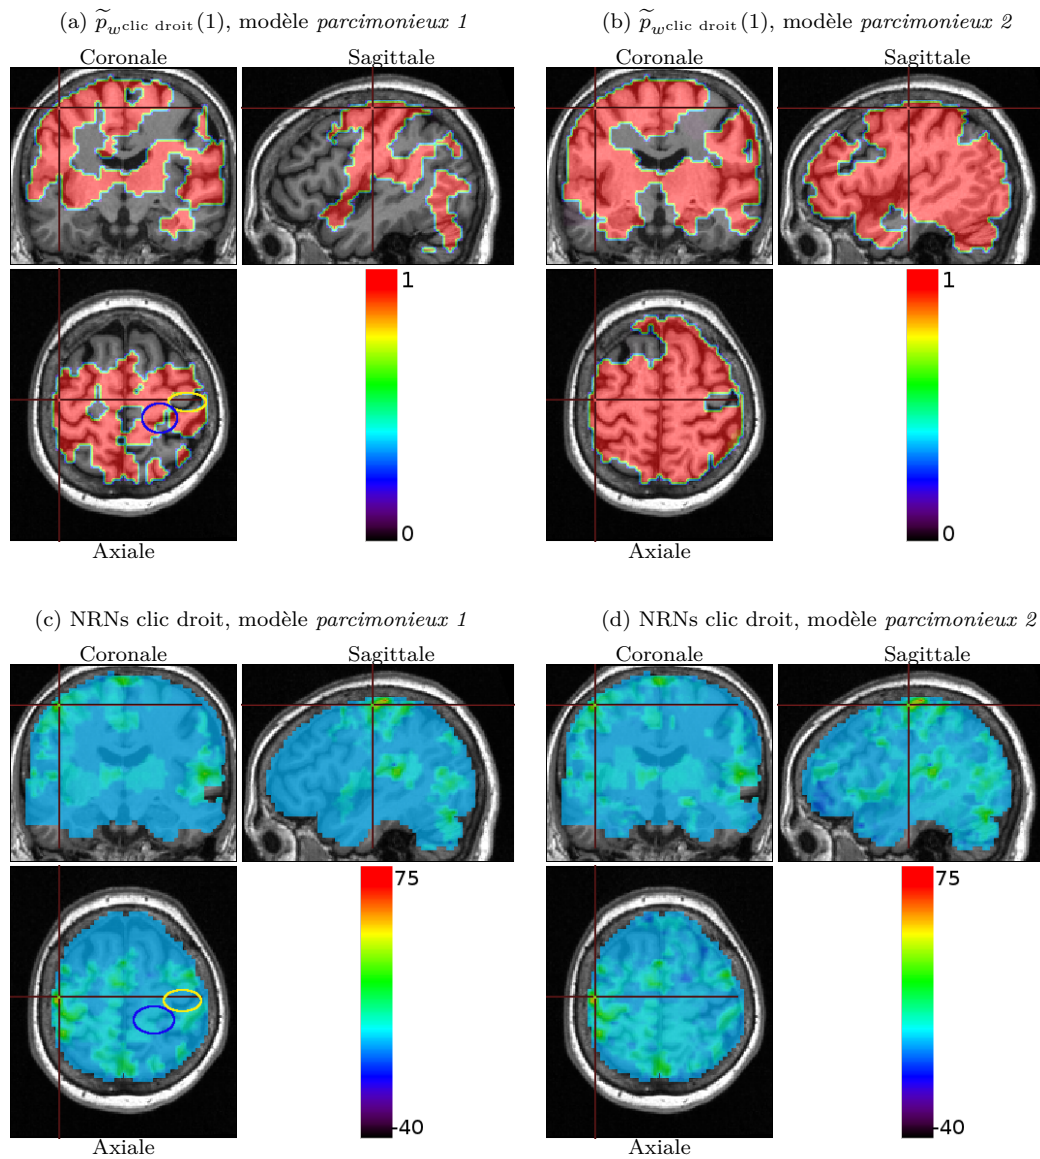 (a) p̃_w^clic droit(1), modèle parcimonieux 1
(b) p̃_w^clic droit(1), modèle parcimonieux 2
Coronale
Sagittale
Coronale
Sagittale
1
0
1
0
Axiale
Axiale
(c) NRNs clic droit, modèle parcimonieux 1
(d) NRNs clic droit, modèle parcimonieux 2
Coronale
Sagittale
Coronale
Sagittale
75
-40
75
-40
Axiale
Axiale